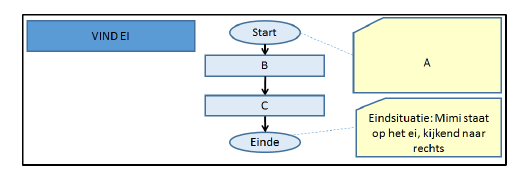 VIND EI
Start
A
B
C
Einde
Eindsituatie: Mimi staat
op het ei, kijkend naar
rechts